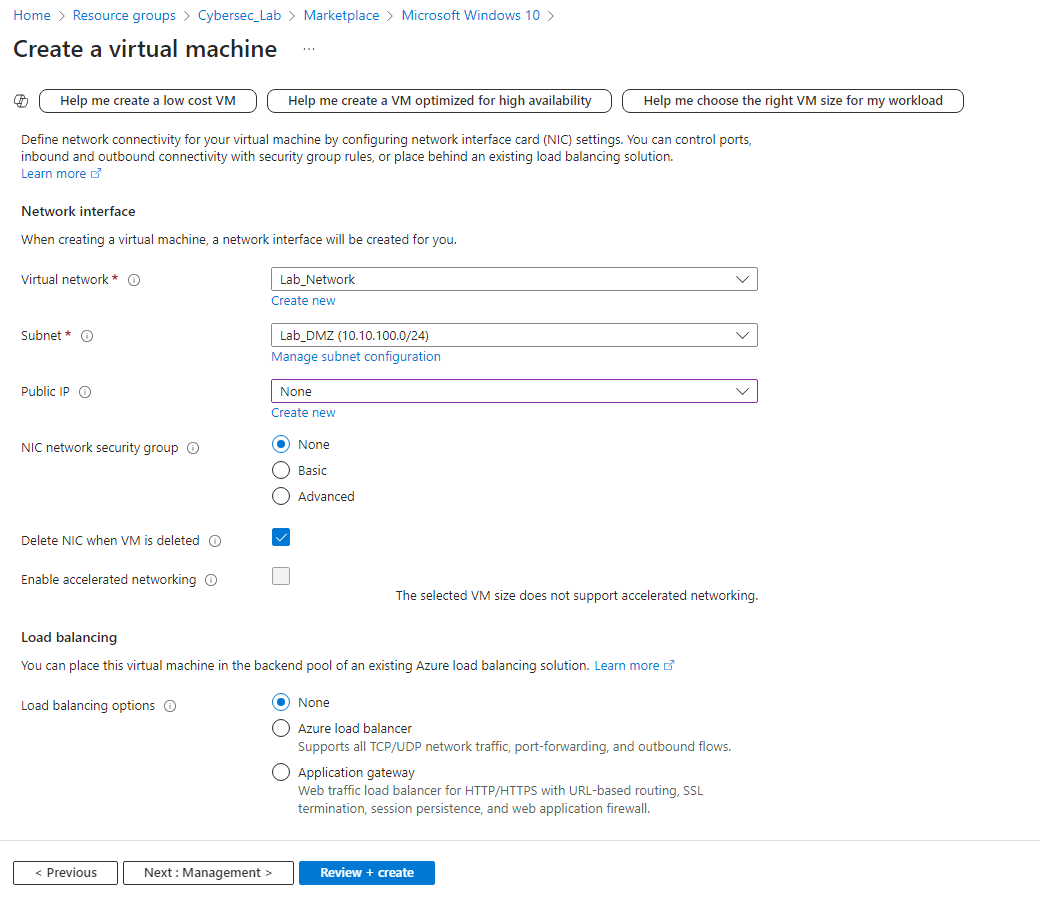 Home > Resource groups > Cybersec_Lab > Marketplace > Microsoft Windows 10 >
Create a virtual machine ...
Help me create a low cost VM Help me create a VM optimized for high availability Help me choose the right VM size for my workload
Define network connectivity for your virtual machine by configuring network interface card (NIC) settings. You can control ports,
inbound and outbound connectivity with security group rules, or place behind an existing load balancing solution.
Learn more
Network interface
When creating a virtual machine, a network interface will be created for you.
Virtual network * Lab_Network
Create new
Subnet * Lab_DMZ (10.10.100.0/24)
Manage subnet configuration
Public IP None
Create new
NIC network security group None
Basic
Advanced
Delete NIC when VM is deleted
Enable accelerated networking
The selected VM size does not support accelerated networking.
Load balancing
You can place this virtual machine in the backend pool of an existing Azure load balancing solution. Learn more
Load balancing options None
Azure load balancer
Supports all TCP/UDP network traffic, port-forwarding, and outbound flows.
Application gateway
Web traffic load balancer for HTTP/HTTPS with URL-based routing, SSL
termination, session persistence, and web application firewall.
< Previous Next : Management > Review + create